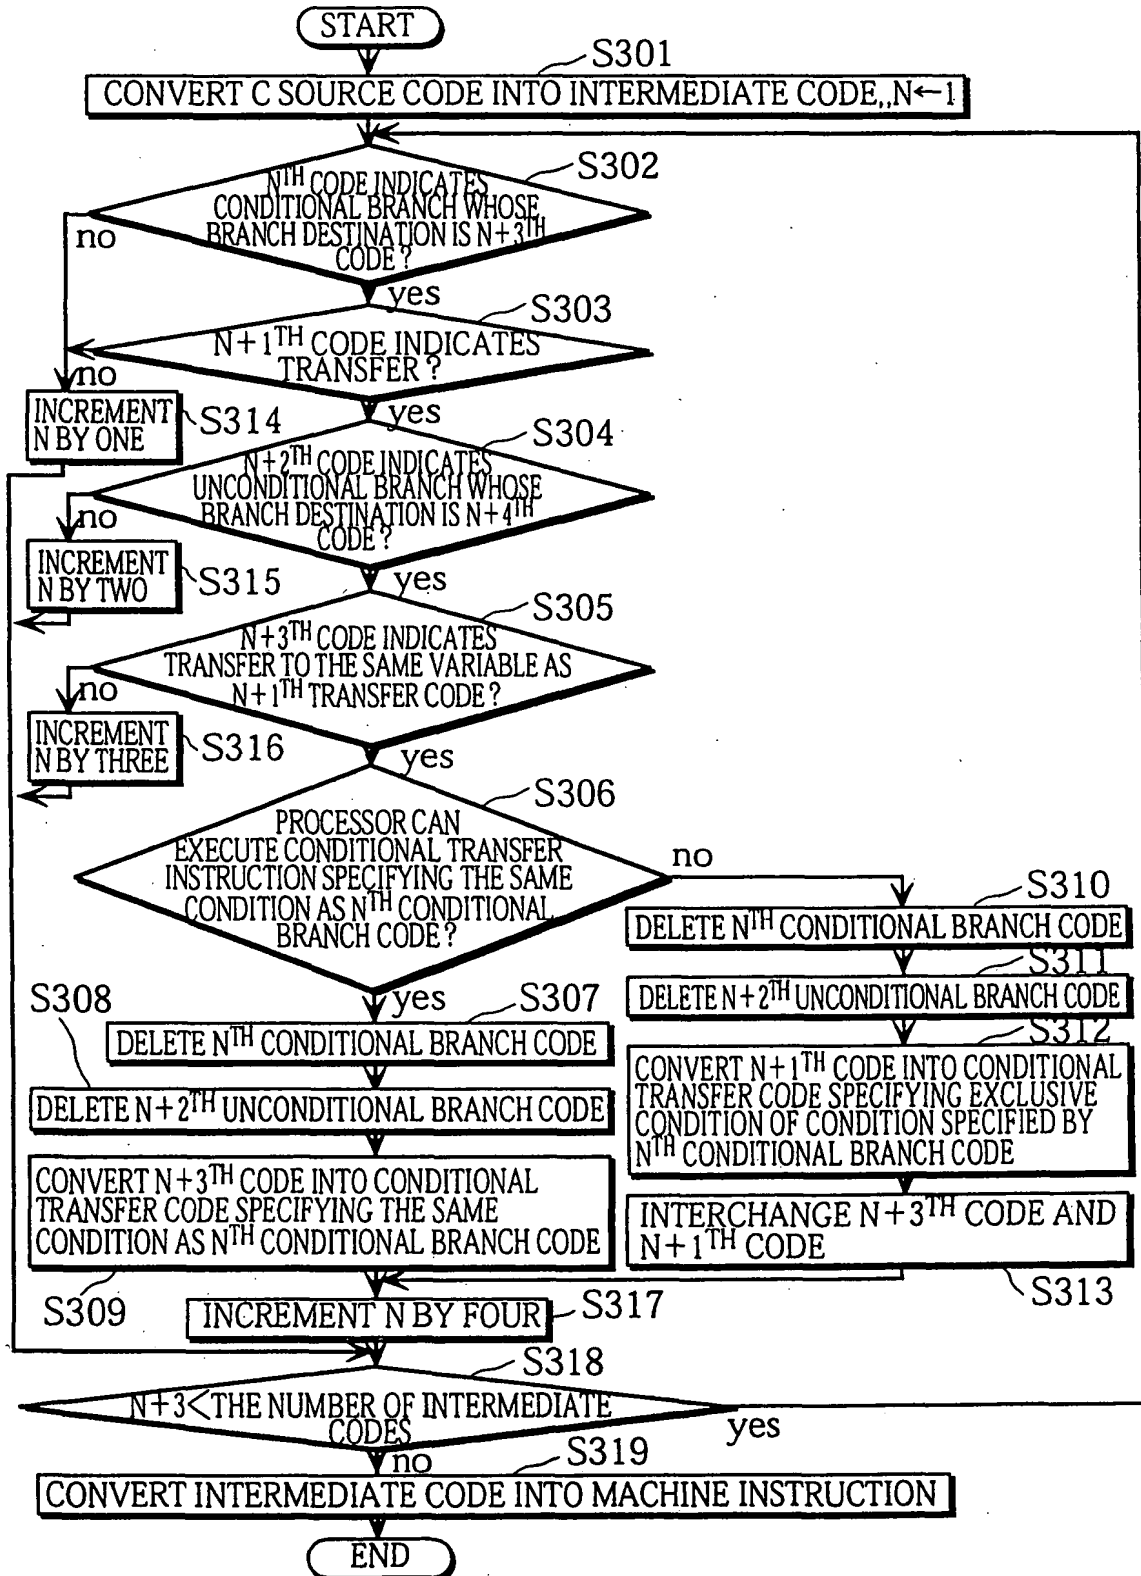 START
S301
CONVERT C SOURCE CODE INTO INTERMEDIATE CODE,,N←1
S302
NTH CODE INDICATES
CONDITIONAL BRANCH WHOSE
BRANCH DESTINATION IS N+3TH
CODE?
no
yes
S303
N+1TH CODE INDICATES
TRANSFER?
no
yes
INCREMENT
N BY ONE
S314
S304
N+2TH CODE INDICATES
UNCONDITIONAL BRANCH WHOSE
BRANCH DESTINATION IS N+4TH
CODE?
no
yes
INCREMENT
N BY TWO
S315
S305
N+3TH CODE INDICATES
TRANSFER TO THE SAME VARIABLE AS
N+1TH TRANSFER CODE?
no
yes
INCREMENT
N BY THREE
S316
S306
PROCESSOR CAN
EXECUTE CONDITIONAL TRANSFER
INSTRUCTION SPECIFYING THE SAME
CONDITION AS NTH CONDITIONAL
BRANCH CODE?
no
yes
S310
DELETE NTH CONDITIONAL BRANCH CODE
S311
DELETE N+2TH UNCONDITIONAL BRANCH CODE
S312
CONVERT N+1TH CODE INTO CONDITIONAL
TRANSFER CODE SPECIFYING EXCLUSIVE
CONDITION OF CONDITION SPECIFIED BY
NTH CONDITIONAL BRANCH CODE
INTERCHANGE N+3TH CODE AND
N+1TH CODE
S313
S307
DELETE NTH CONDITIONAL BRANCH CODE
S308
DELETE N+2TH UNCONDITIONAL BRANCH CODE
CONVERT N+3TH CODE INTO CONDITIONAL
TRANSFER CODE SPECIFYING THE SAME
CONDITION AS NTH CONDITIONAL BRANCH CODE
S309
INCREMENT N BY FOUR
S317
S318
N+3<THE NUMBER OF INTERMEDIATE
CODES
yes
no
S319
CONVERT INTERMEDIATE CODE INTO MACHINE INSTRUCTION
END